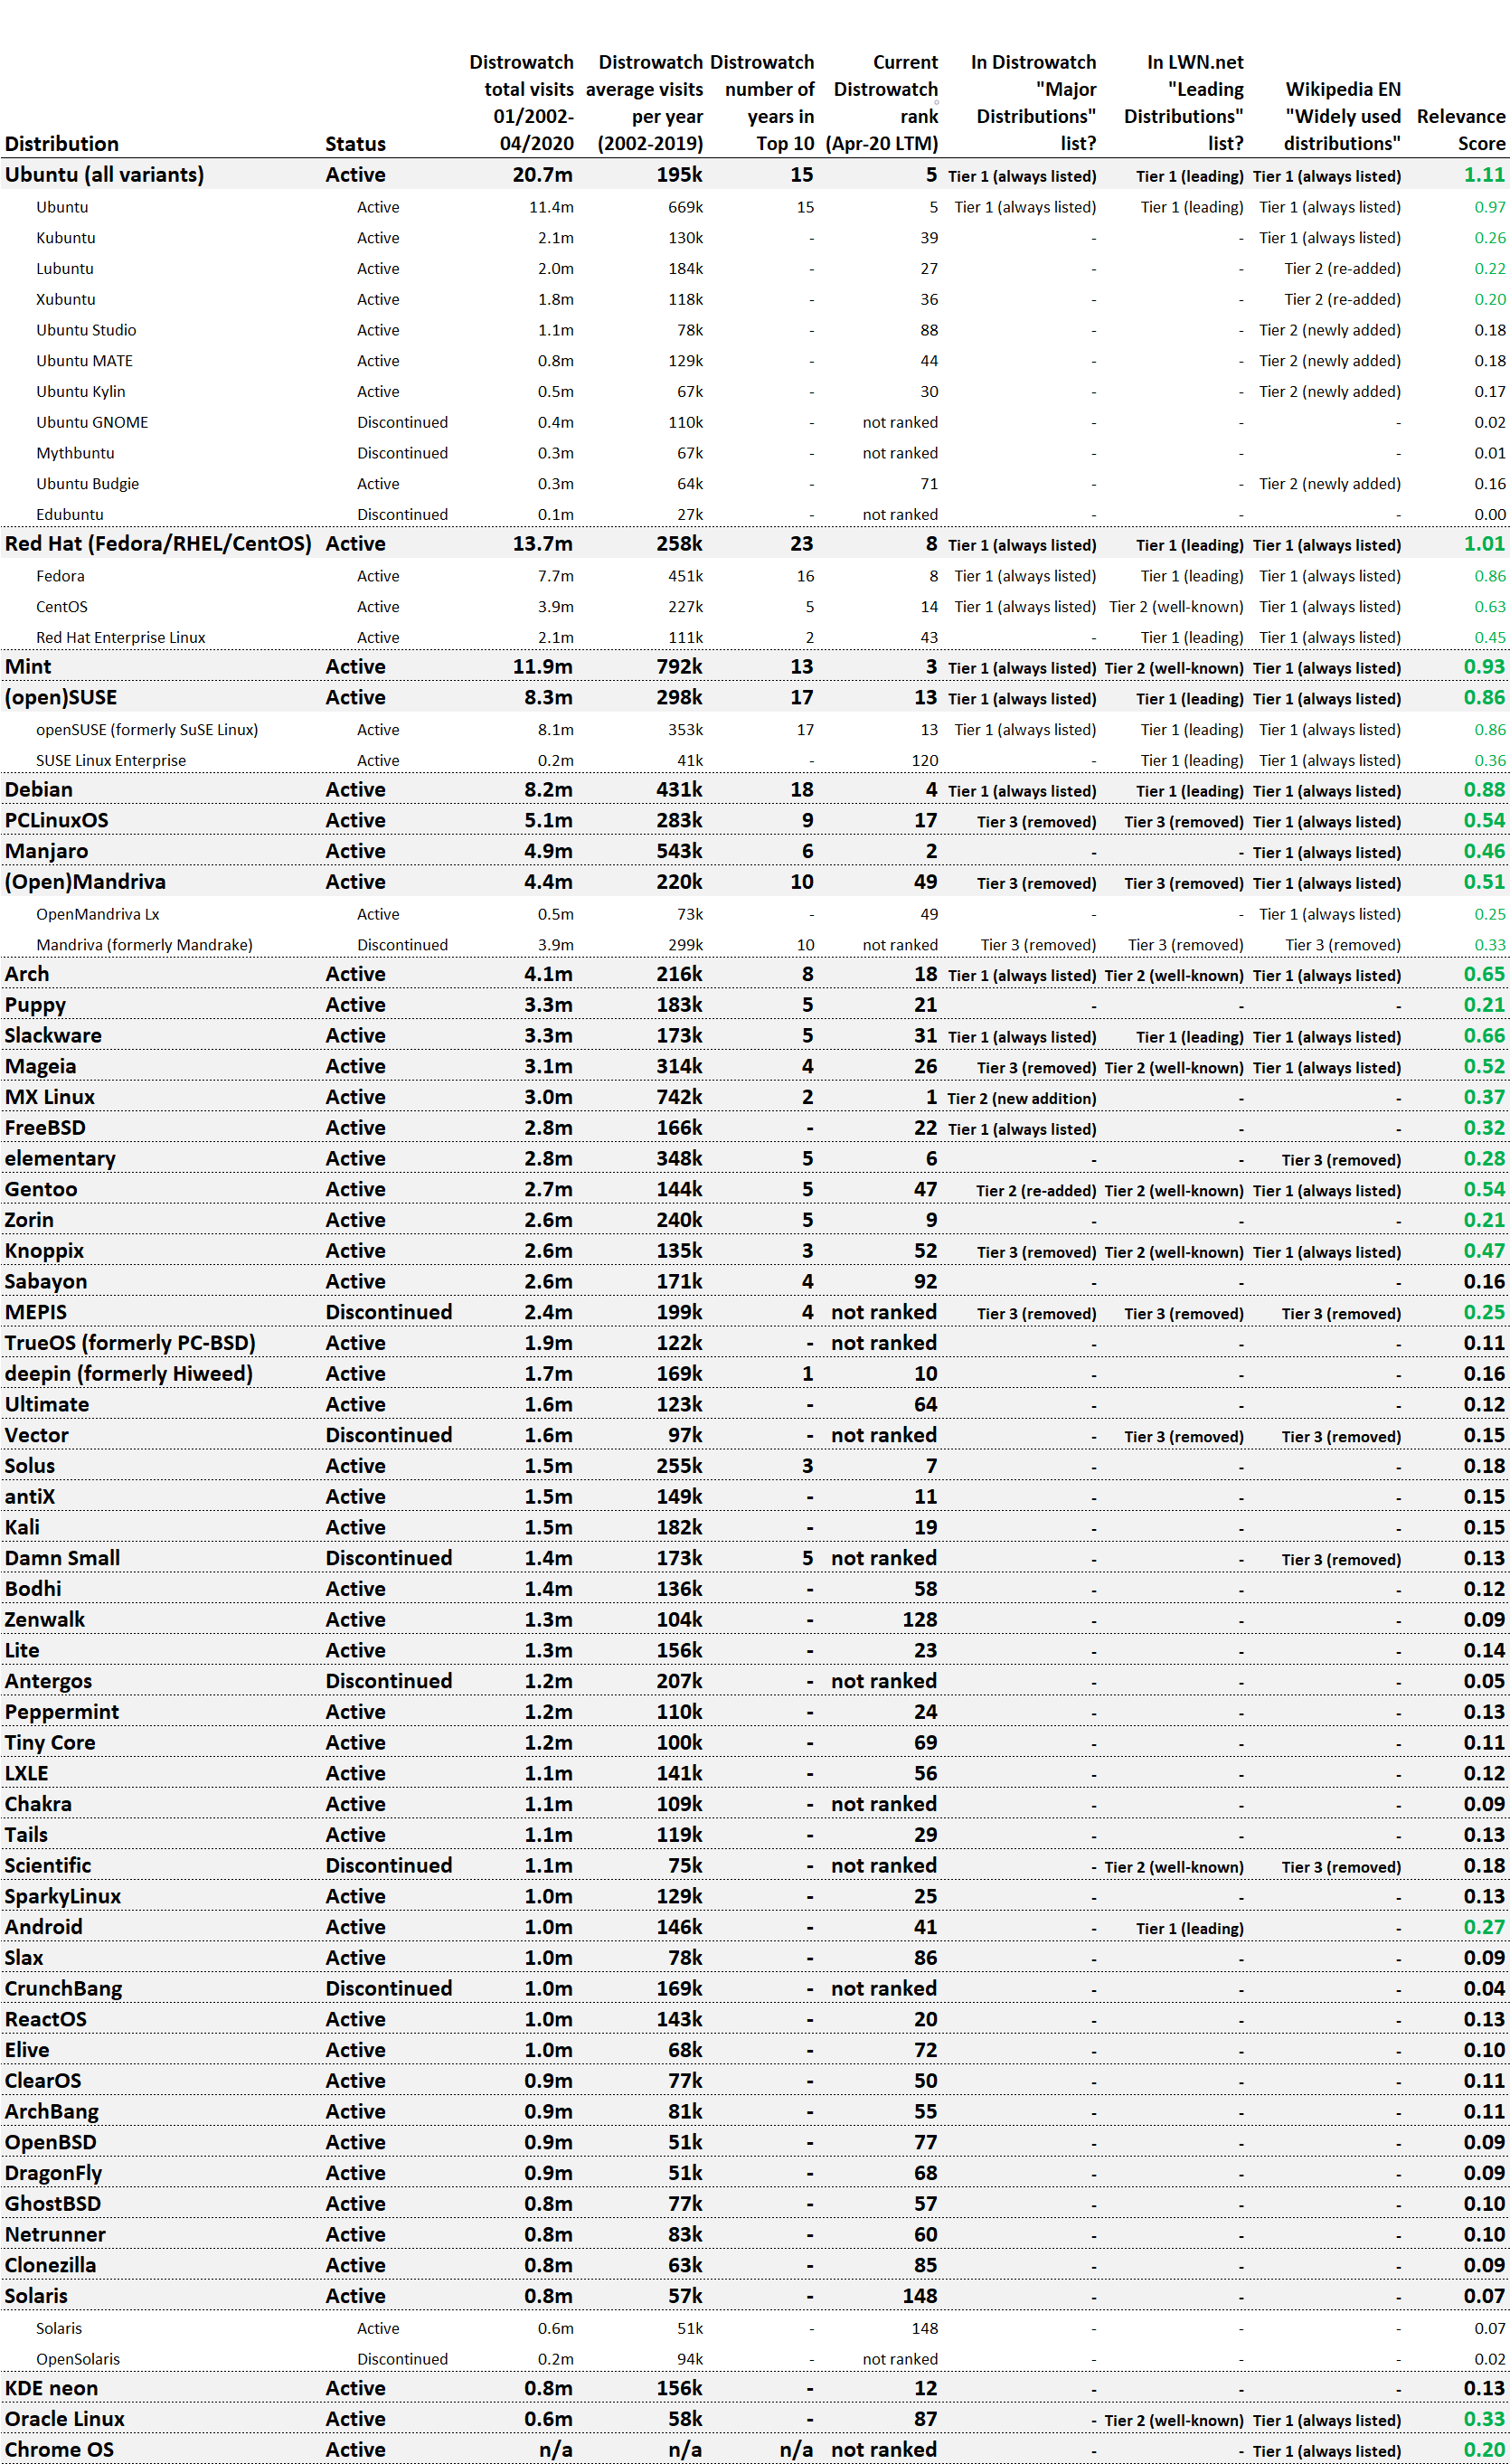 Distrowatch Distrowatch Distrowatch Current In Distrowatch In LWN.net
total visits average visits number of Distrowatch "Major "Leading Wikipedia EN
01/2002- per year years in rank Distributions" Distributions" "Widely used Relevance
Distribution Status 04/2020 (2002-2019) Top 10 (Apr-20 LTM) list? list? distributions" Score
Ubuntu (all variants) Active 20.7m 195k 15 5 Tier 1 (always listed) Tier 1 (leading) Tier 1 (always listed) 1.11
Ubuntu Active 11.4m 669k 15 5 Tier 1 (always listed) Tier 1 (leading) Tier 1 (always listed) 0.97
Kubuntu Active 2.1m 130k - 39 - - Tier 1 (always listed) 0.26
Lubuntu Active 2.0m 184k - 27 - - Tier 2 (re-added) 0.22
Xubuntu Active 1.8m 118k - 36 - - Tier 2 (re-added) 0.20
Ubuntu Studio Active 1.1m 78k - 88 - - Tier 2 (newly added) 0.18
Ubuntu MATE Active 0.8m 129k - 44 - - Tier 2 (newly added) 0.18
Ubuntu Kylin Active 0.5m 67k - 30 - - Tier 2 (newly added) 0.17
Ubuntu GNOME Discontinued 0.4m 110k - not ranked - - - 0.02
Mythbuntu Discontinued 0.3m 67k - not ranked - - - 0.01
Ubuntu Budgie Active 0.3m 64k - 71 - - Tier 2 (newly added) 0.16
Edubuntu Discontinued 0.1m 27k - not ranked - - - 0.00
Red Hat (Fedora/RHEL/CentOS) Active 13.7m 258k 23 8 Tier 1 (always listed) Tier 1 (leading) Tier 1 (always listed) 1.01
Fedora Active 7.7m 451k 16 8 Tier 1 (always listed) Tier 1 (leading) Tier 1 (always listed) 0.86
CentOS Active 3.9m 227k 5 14 Tier 1 (always listed) Tier 2 (well-known) Tier 1 (always listed) 0.63
Red Hat Enterprise Linux Active 2.1m 111k 2 43 - Tier 1 (leading) Tier 1 (always listed) 0.45
Mint Active 11.9m 792k 13 3 Tier 1 (always listed) Tier 2 (well-known) Tier 1 (always listed) 0.93
(open)SUSE Active 8.3m 298k 17 13 Tier 1 (always listed) Tier 1 (leading) Tier 1 (always listed) 0.86
openSUSE (formerly SuSE Linux) Active 8.1m 353k 17 13 Tier 1 (always listed) Tier 1 (leading) Tier 1 (always listed) 0.86
SUSE Linux Enterprise Active 0.2m 41k - 120 - Tier 1 (leading) Tier 1 (always listed) 0.36
Debian Active 8.2m 431k 18 4 Tier 1 (always listed) Tier 1 (leading) Tier 1 (always listed) 0.88
PCLinuxOS Active 5.1m 283k 9 17 Tier 3 (removed) Tier 3 (removed) Tier 1 (always listed) 0.54
Manjaro Active 4.9m 543k 6 2 - - Tier 1 (always listed) 0.46
(Open)Mandriva Active 4.4m 220k 10 49 Tier 3 (removed) Tier 3 (removed) Tier 1 (always listed) 0.51
OpenMandriva Lx Active 0.5m 73k - 49 - - Tier 1 (always listed) 0.25
Mandriva (formerly Mandrake) Discontinued 3.9m 299k 10 not ranked Tier 3 (removed) Tier 3 (removed) Tier 3 (removed) 0.33
Arch Active 4.1m 216k 8 18 Tier 1 (always listed) Tier 2 (well-known) Tier 1 (always listed) 0.65
Puppy Active 3.3m 183k 5 21 - - - 0.21
Slackware Active 3.3m 173k 5 31 Tier 1 (always listed) Tier 1 (leading) Tier 1 (always listed) 0.66
Mageia Active 3.1m 314k 4 26 Tier 3 (removed) Tier 2 (well-known) Tier 1 (always listed) 0.52
MX Linux Active 3.0m 742k 2 1 Tier 2 (new addition) - - 0.37
FreeBSD Active 2.8m 166k - 22 Tier 1 (always listed) - - 0.32
elementary Active 2.8m 348k 5 6 - - Tier 3 (removed) 0.28
Gentoo Active 2.7m 144k 5 47 Tier 2 (re-added) Tier 2 (well-known) Tier 1 (always listed) 0.54
Zorin Active 2.6m 240k 5 9 - - - 0.21
Knoppix Active 2.6m 135k 3 52 Tier 3 (removed) Tier 2 (well-known) Tier 1 (always listed) 0.47
Sabayon Active 2.6m 171k 4 92 - - - 0.16
MEPIS Discontinued 2.4m 199k 4 not ranked Tier 3 (removed) Tier 3 (removed) Tier 3 (removed) 0.25
TrueOS (formerly PC-BSD) Active 1.9m 122k - not ranked - - - 0.11
deepin (formerly Hiweed) Active 1.7m 169k 1 10 - - - 0.16
Ultimate Active 1.6m 123k - 64 - - - 0.12
Vector Discontinued 1.6m 97k - not ranked - Tier 3 (removed) Tier 3 (removed) 0.15
Solus Active 1.5m 255k 3 7 - - - 0.18
antiX Active 1.5m 149k - 11 - - - 0.15
Kali Active 1.5m 182k - 19 - - - 0.15
Damn Small Discontinued 1.4m 173k 5 not ranked - - Tier 3 (removed) 0.13
Bodhi Active 1.4m 136k - 58 - - - 0.12
Zenwalk Active 1.3m 104k - 128 - - - 0.09
Lite Active 1.3m 156k - 23 - - - 0.14
Antergos Discontinued 1.2m 207k - not ranked - - - 0.05
Peppermint Active 1.2m 110k - 24 - - - 0.13
Tiny Core Active 1.2m 100k - 69 - - - 0.11
LXLE Active 1.1m 141k - 56 - - - 0.12
Chakra Active 1.1m 109k - not ranked - - - 0.09
Tails Active 1.1m 119k - 29 - - - 0.13
Scientific Discontinued 1.1m 75k - not ranked - Tier 2 (well-known) Tier 3 (removed) 0.18
SparkyLinux Active 1.0m 129k - 25 - - - 0.13
Android Active 1.0m 146k - 41 - Tier 1 (leading) - 0.27
Slax Active 1.0m 78k - 86 - - - 0.09
CrunchBang Discontinued 1.0m 169k - not ranked - - - 0.04
ReactOS Active 1.0m 143k - 20 - - - 0.13
Elive Active 1.0m 68k - 72 - - - 0.10
ClearOS Active 0.9m 77k - 50 - - - 0.11
ArchBang Active 0.9m 81k - 55 - - - 0.11
OpenBSD Active 0.9m 51k - 77 - - - 0.09
DragonFly Active 0.9m 51k - 68 - - - 0.09
GhostBSD Active 0.8m 77k - 57 - - - 0.10
Netrunner Active 0.8m 83k - 60 - - - 0.10
Clonezilla Active 0.8m 63k - 85 - - - 0.09
Solaris Active 0.8m 57k - 148 - - - 0.07
Solaris Active 0.6m 51k - 148 - - - 0.07
OpenSolaris Discontinued 0.2m 94k - not ranked - - - 0.02
KDE neon Active 0.8m 156k - 12 - - - 0.13
Oracle Linux Active 0.6m 58k - 87 - Tier 2 (well-known) Tier 1 (always listed) 0.33
Chrome OS Active n/a n/a n/a not ranked - - Tier 1 (always listed) 0.20